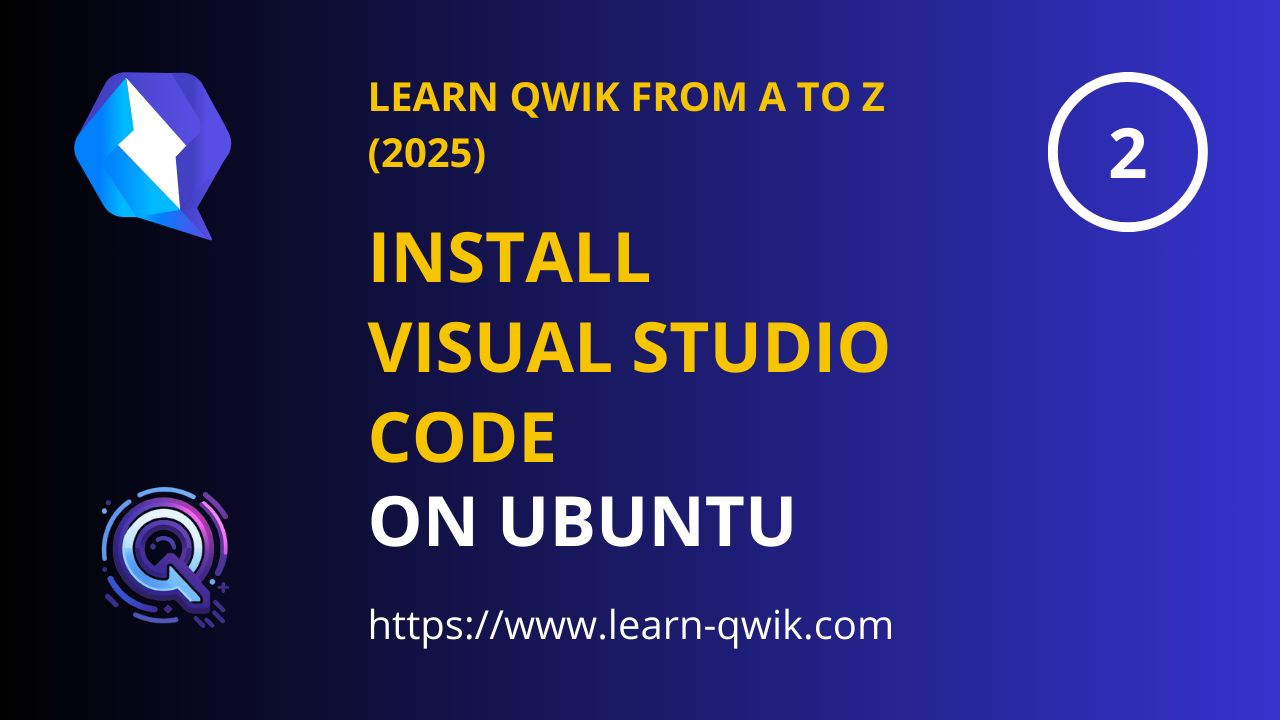 LEARN QWIK FROM A TO Z
(2025)
2
INSTALL
VISUAL STUDIO
CODE
ON UBUNTU
https://www.learn-qwik.com